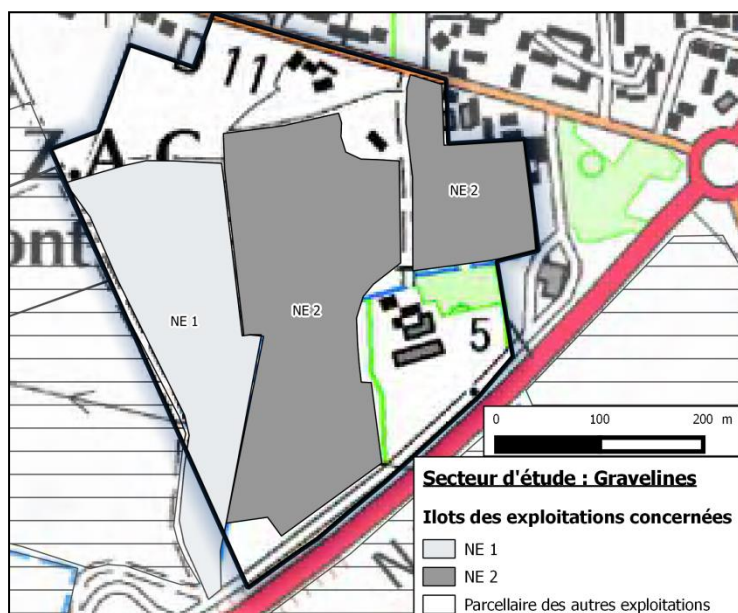 11
Z.A.C
ont
NE 2
NE 1
NE 2
5
0 100 200 m
N
Secteur d'étude : Gravelines
Ilots des exploitations concernées
NE 1
NE 2
Parcellaire des autres exploitations